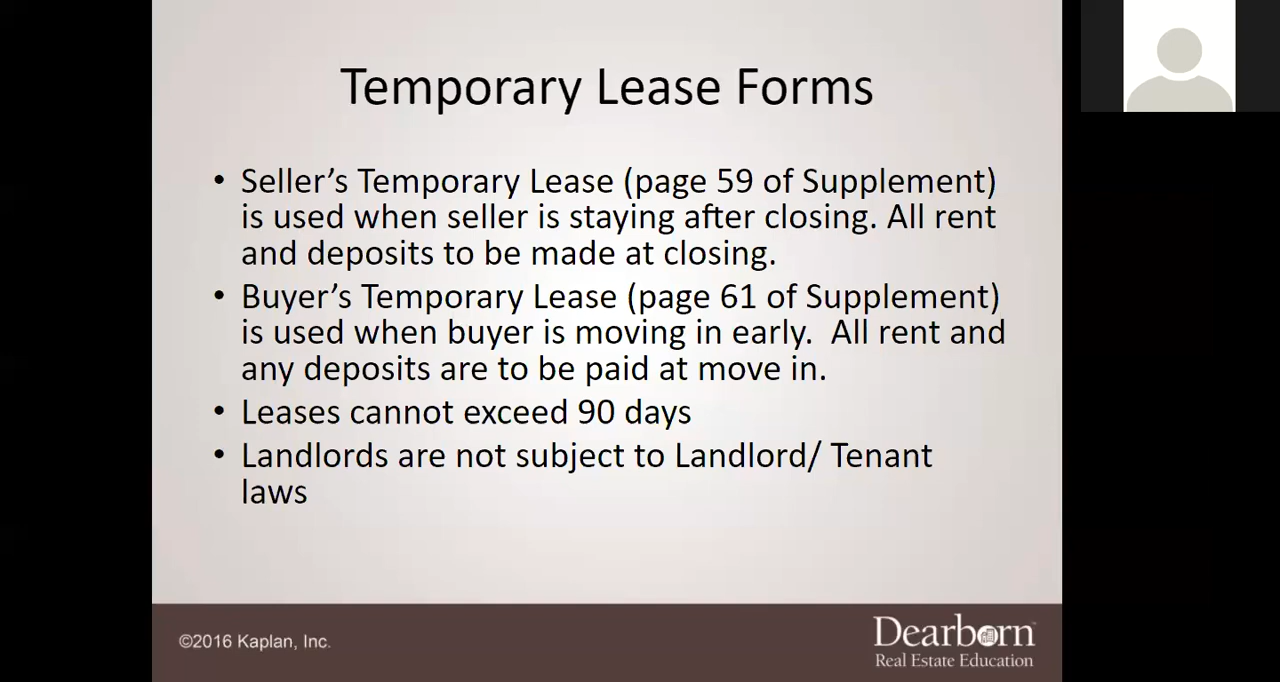 Temporary Lease Forms
• Seller’s Temporary Lease (page 59 of Supplement)
is used when seller is staying after closing. All rent
and deposits to be made at closing.
• Buyer’s Temporary Lease (page 61 of Supplement)
is used when buyer is moving in early.  All rent and
any deposits are to be paid at move in.
• Leases cannot exceed 90 days
• Landlords are not subject to Landlord/ Tenant
laws
©2016 Kaplan, Inc.
Dearborn™
Real Estate Education